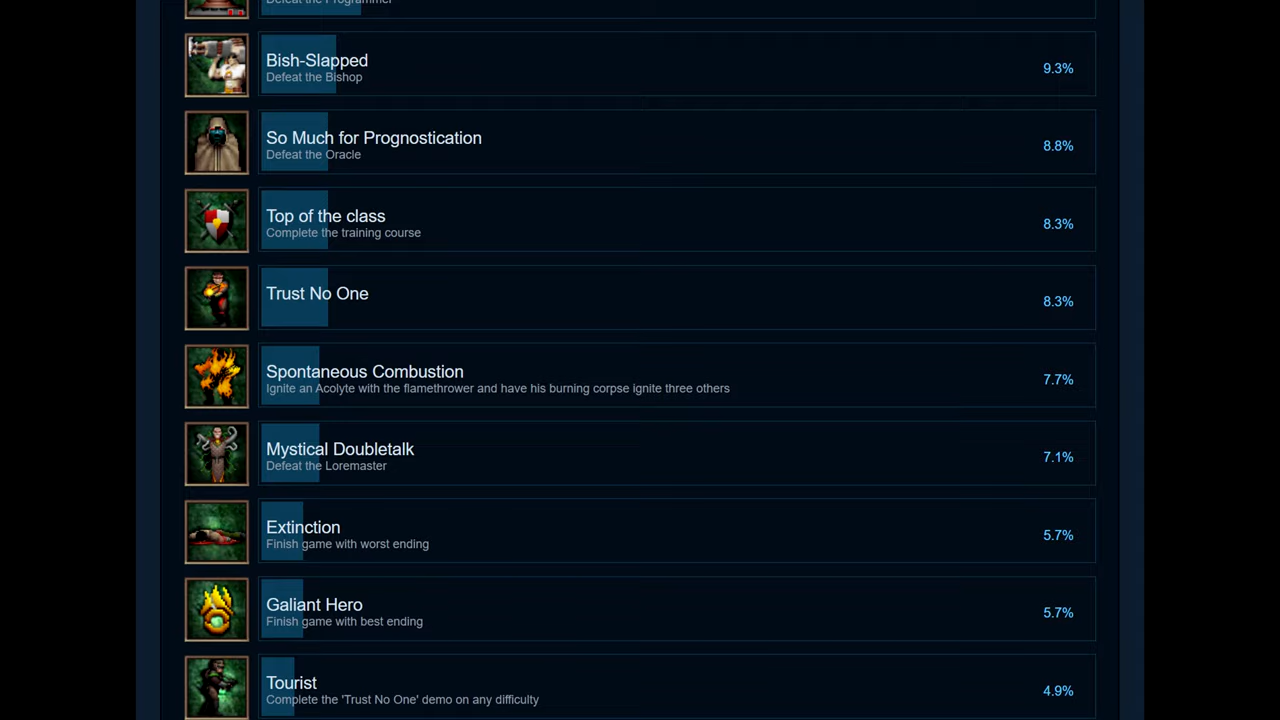 Defeat the Programmer
Bish-Slapped
Defeat the Bishop
9.3%
So Much for Prognostication
Defeat the Oracle
8.8%
Top of the class
Complete the training course
8.3%
Trust No One
8.3%
Spontaneous Combustion
Ignite an Acolyte with the flamethrower and have his burning corpse ignite three others
7.7%
Mystical Doubletalk
Defeat the Loremaster
7.1%
Extinction
Finish game with worst ending
5.7%
Galiant Hero
Finish game with best ending
5.7%
Tourist
Complete the 'Trust No One' demo on any difficulty
4.9%